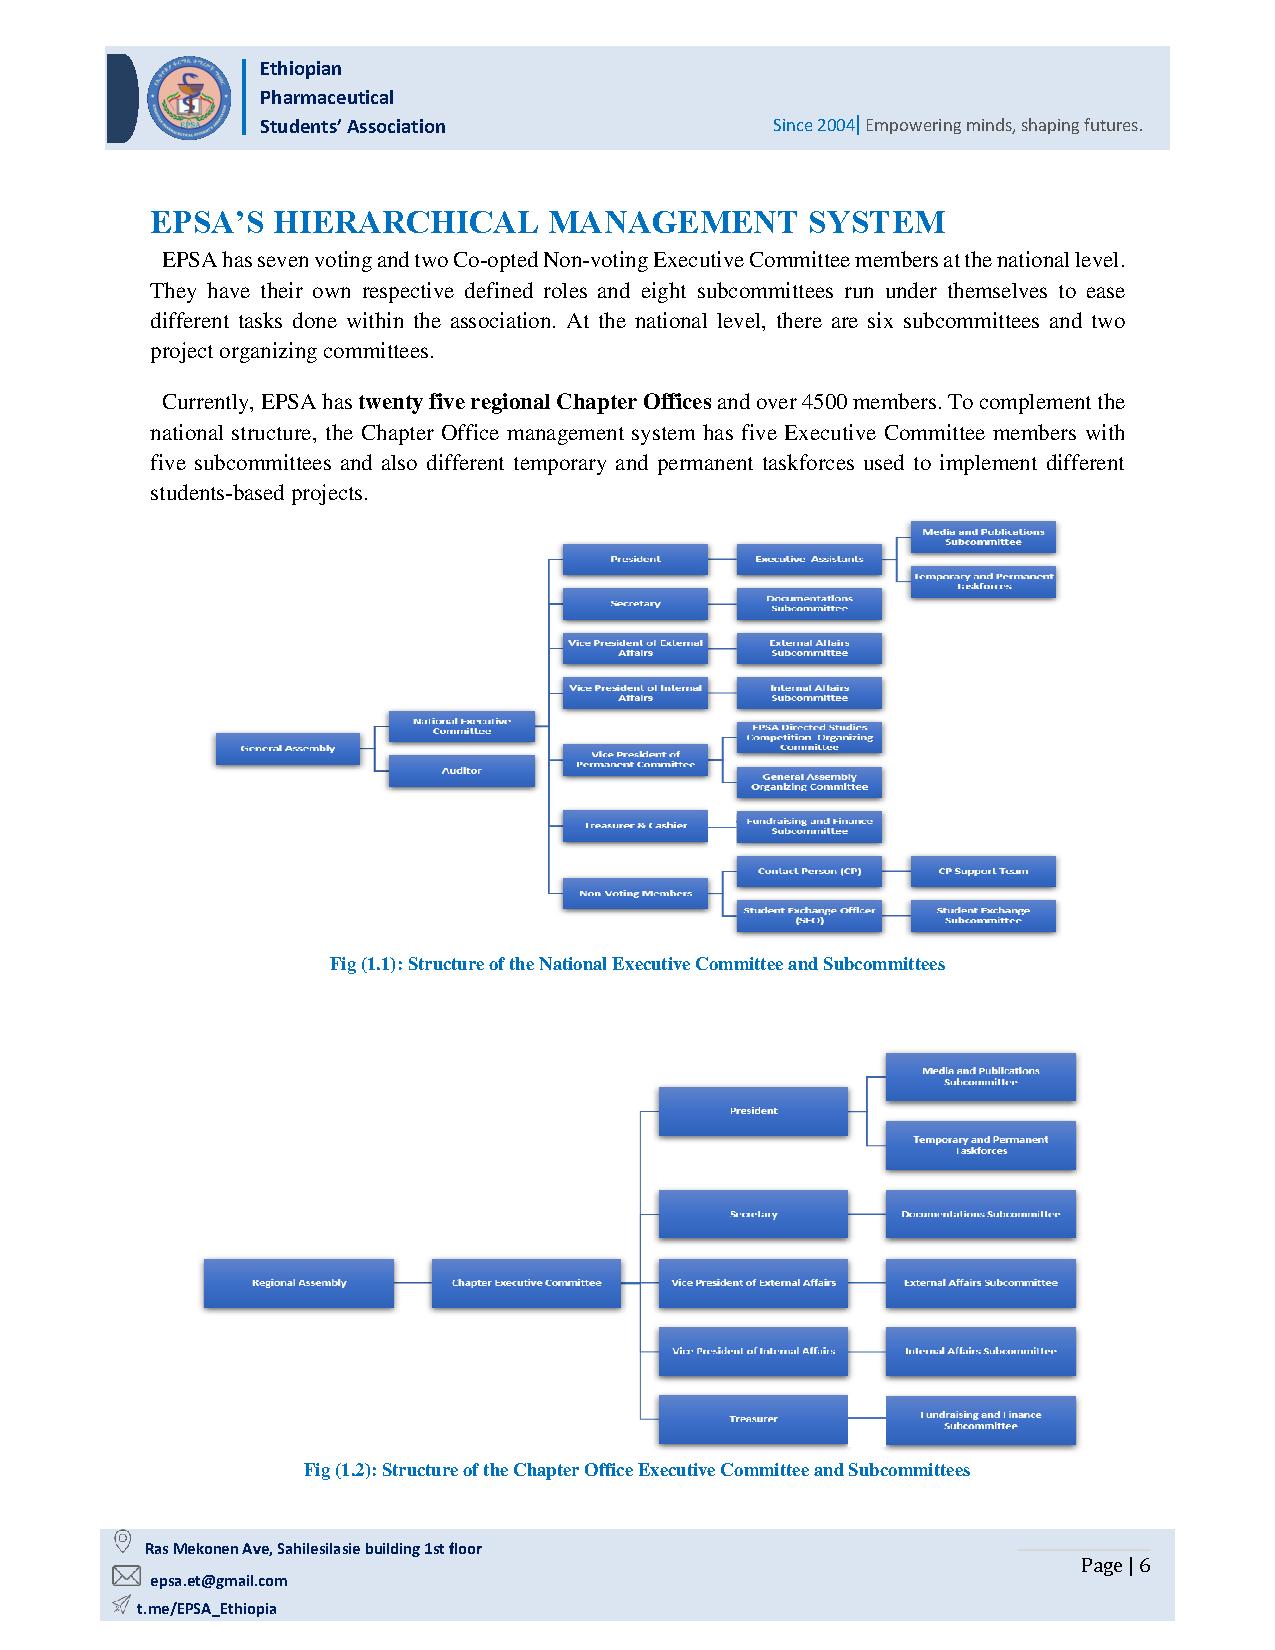 Ethiopian
Pharmaceutical
Students’ Association
Since 2004| Empowering minds, shaping futures.
EPSA’S HIERARCHICAL MANAGEMENT SYSTEM
EPSA has seven voting and two Co-opted Non-voting Executive Committee members at the national level.
They have their own respective defined roles and eight subcommittees run under themselves to ease
different tasks done within the association. At the national level, there are six subcommittees and two
project organizing committees.
Currently, EPSA has twenty five regional Chapter Offices and over 4500 members. To complement the
national structure, the Chapter Office management system has five Executive Committee members with
five subcommittees and also different temporary and permanent taskforces used to implement different
students-based projects.
General Assembly
National Executive
Committee
Auditor
President
Executive Assistants
Media and Publications
Subcommittee
Temporary and Permanent
Taskforces
Secretary
Documentations
Subcommittee
Vice President of External
Affairs
External Affairs
Subcommittee
Vice President of Internal
Affairs
Internal Affairs
Subcommittee
Vice President of
Permanent Committee
EPSA Directed Studies
Competition Organizing
Committee
General Assembly
Organizing Committee
Treasurer & Cashier
Fundraising and Finance
Subcommittee
Non-Voting Members
Contact Person (CP)
CP Support Team
Student Exchange Officer
(SEO)
Student Exchange
Subcommittee
Fig (1.1): Structure of the National Executive Committee and Subcommittees
Regional Assembly
Chapter Executive Committee
President
Media and Publications
Subcommittee
Temporary and Permanent
Taskforces
Secretary
Documentations Subcommittee
Vice President of External Affairs
External Affairs Subcommittee
Vice President of Internal Affairs
Internal Affairs Subcommittee
Treasurer
Fundraising and Finance
Subcommittee
Fig (1.2): Structure of the Chapter Office Executive Committee and Subcommittees
Ras Mekonen Ave, Sahilesilasie building 1st floor
epsa.et@gmail.com
t.me/EPSA_Ethiopia
Page | 6